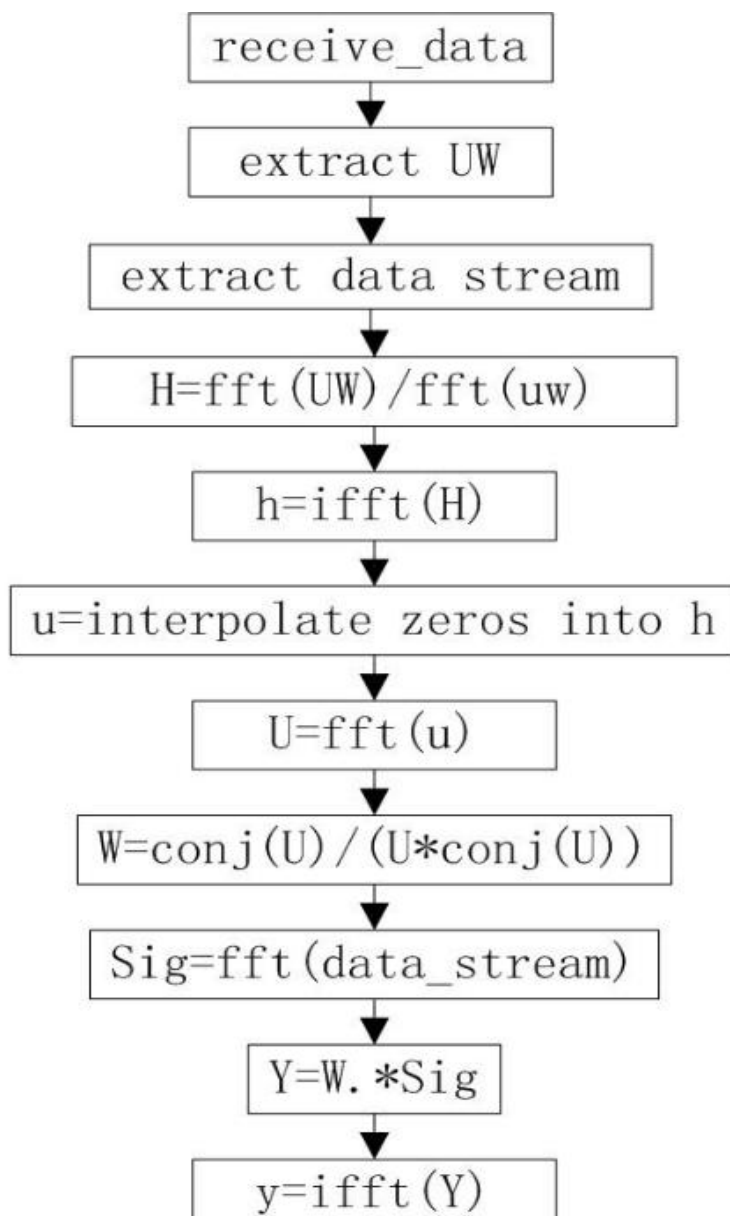 receive_data
extract UW
extract data stream
H=fft(UW)/fft(uw)
h=ifft(H)
u=interpolate zeros into h
U=fft(u)
W=conj(U)/(U*conj(U))
Sig=fft(data_stream)
Y=W.*Sig
y=ifft(Y)